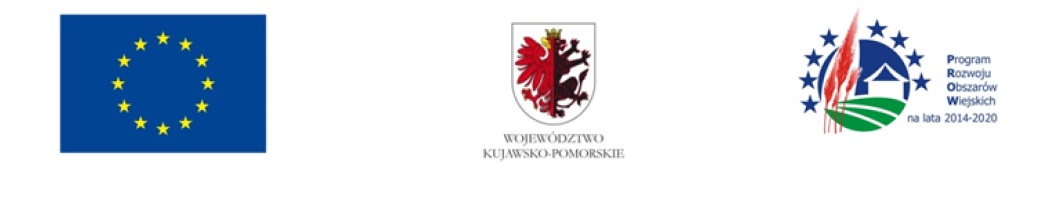 WOJEWÓDZTWO
KUJAWSKO-POMORSKIE
Program
Rozwoju
Obszarów
Wiejskich
na lata 2014-2020